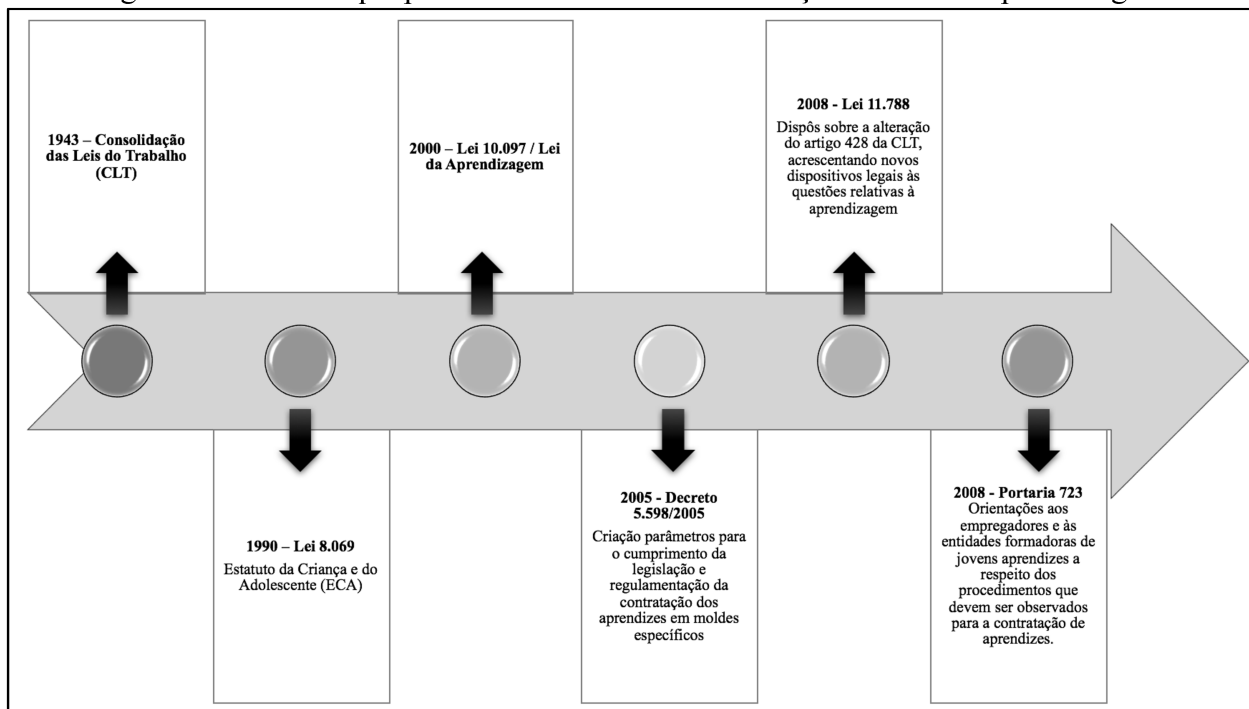 1943 – Consolidação
das Leis do Trabalho
(CLT)
1990 – Lei 8.069
Estatuto da Criança e do
Adolescente (ECA)
2000 – Lei 10.097 / Lei
da Aprendizagem
2005 - Decreto
5.598/2005
Criação parâmetros para
o cumprimento da
legislação e
regulamentação da
contratação dos
aprendizes em moldes
específicos
2008 - Lei 11.788
Dispôs sobre a alteração
do artigo 428 da CLT,
acrescentando novos
dispositivos legais às
questões relativas à
aprendizagem
2008 - Portaria 723
Orientações aos
empregadores e às
entidades formadoras de
jovens aprendizes a
respeito dos
procedimentos que
devem ser observados
para a contratação de
aprendizes.